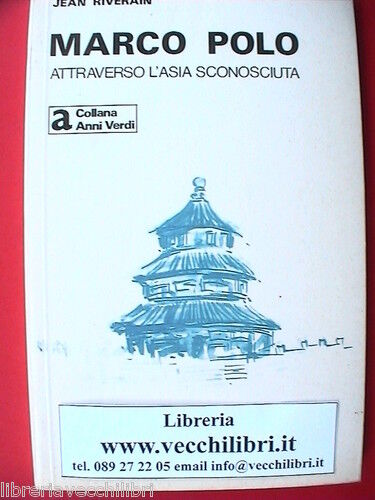 JEAN RIVERAIN
MARCO POLO
ATTRAVERSO L'ASIA SCONOSCIUTA
a Collana
Anni Verdi
Libreria
www.vecchilibri.it
tel. 089 27 22 05 email info@vecchilibri.it
libreriavecchilibri